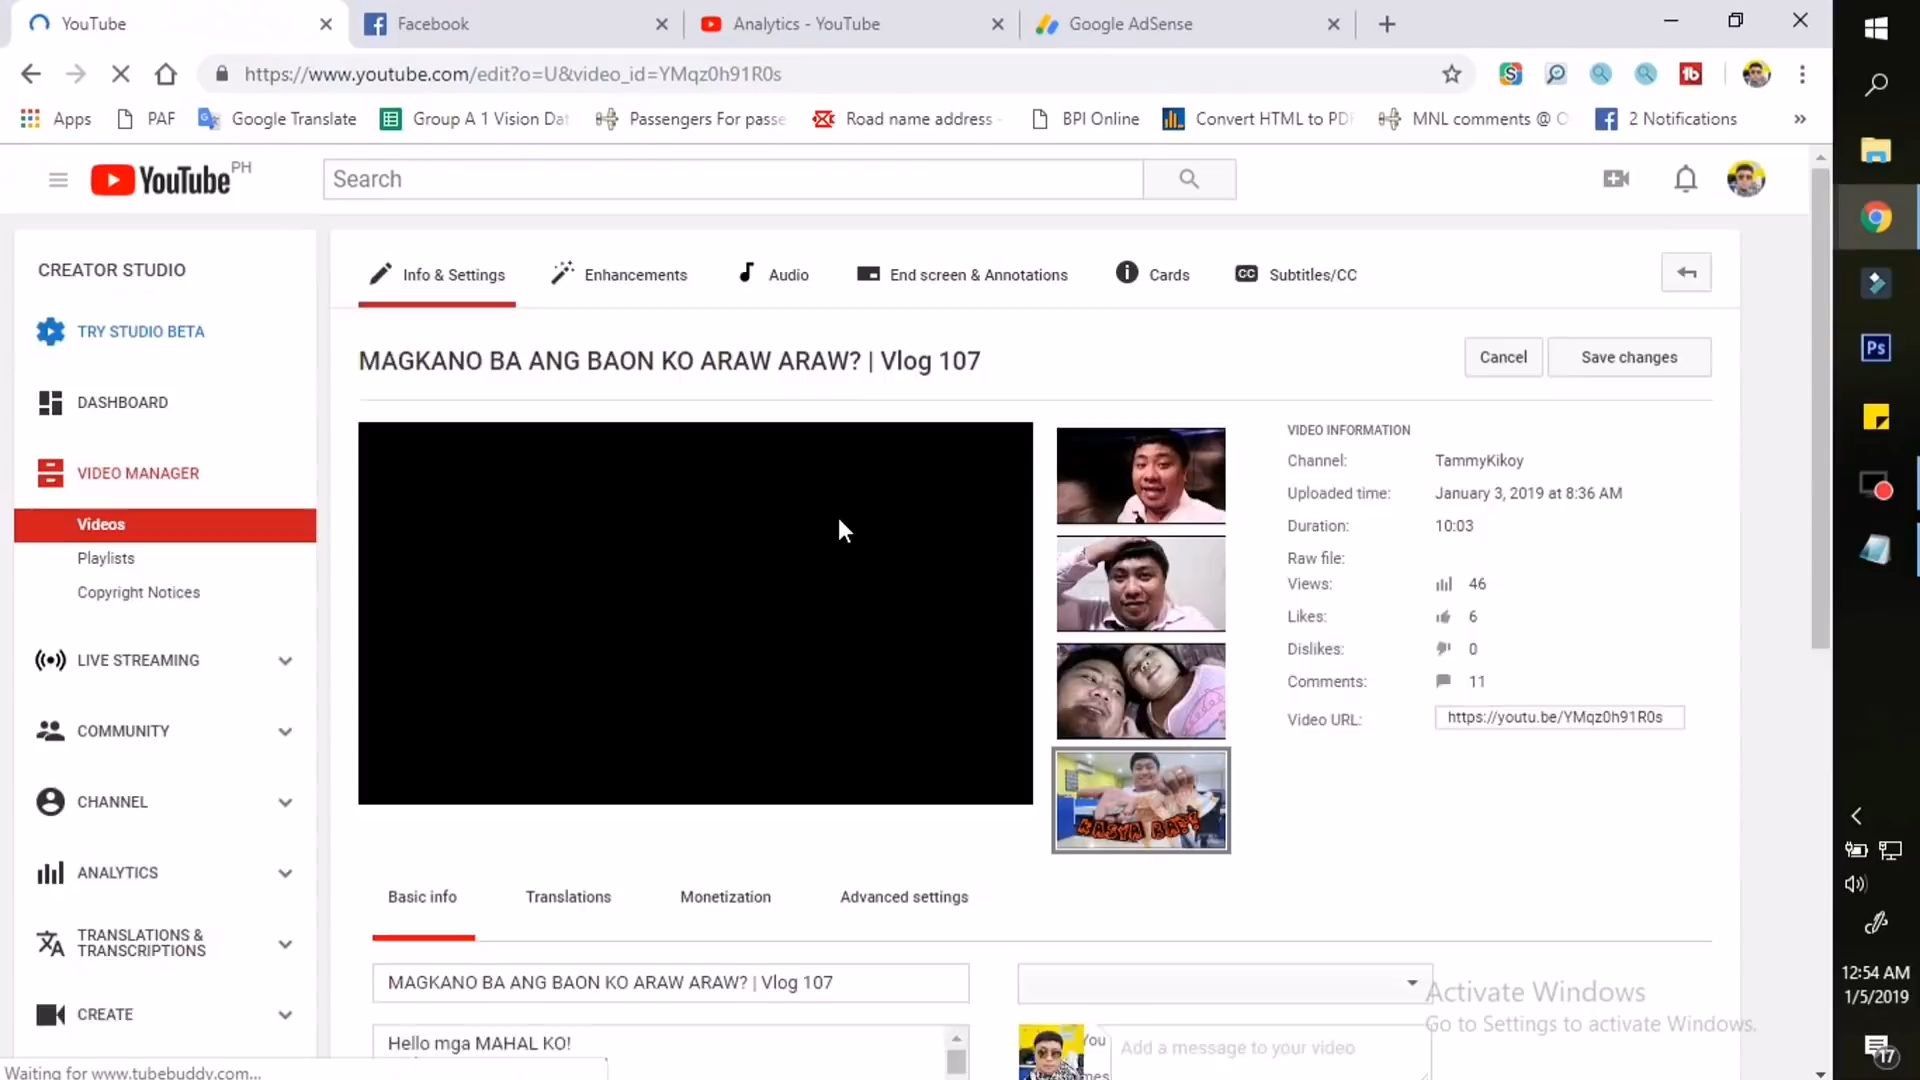 YouTube
Facebook
Analytics - YouTube
Google AdSense
https://www.youtube.com/edit?o=U&video_id=YMqz0h91R0s
Apps
PAF
Google Translate
Group A 1 Vision Dat
Passengers For passe
Road name address -
BPI Online
Convert HTML to PDF
MNL comments @ C
2 Notifications
»
YouTube PH
Search
CREATOR STUDIO
TRY STUDIO BETA
DASHBOARD
VIDEO MANAGER
Videos
Playlists
Copyright Notices
LIVE STREAMING
COMMUNITY
CHANNEL
ANALYTICS
TRANSLATIONS &
TRANSCRIPTIONS
CREATE
Info & Settings
Enhancements
Audio
End screen & Annotations
Cards
CC Subtitles/CC
MAGKANO BA ANG BAON KO ARAW ARAW? | Vlog 107
Cancel
Save changes
KASYA BA?!
VIDEO INFORMATION
Channel: TammyKikoy
Uploaded time: January 3, 2019 at 8:36 AM
Duration: 10:03
Raw file:
Views: 46
Likes: 6
Dislikes: 0
Comments: 11
Video URL: https://youtu.be/YMqz0h91R0s
Basic info
Translations
Monetization
Advanced settings
MAGKANO BA ANG BAON KO ARAW ARAW? | Vlog 107
Hello mga MAHAL KO!
You
Add a message to your video
Activate Windows
Go to Settings to activate Windows.
Waiting for www.tubebuddy.com...
Ps
12:54 AM
1/5/2019
17